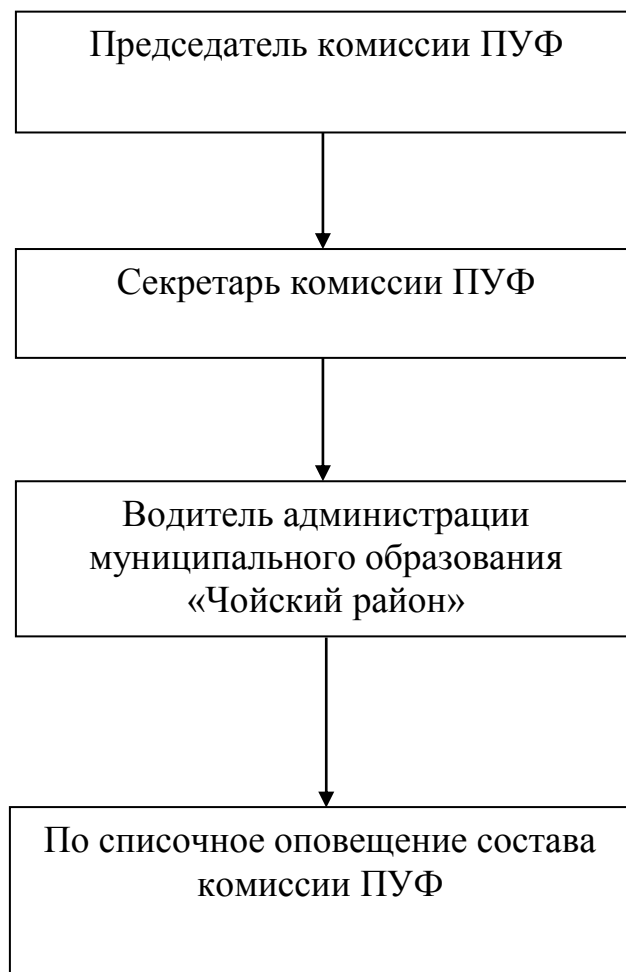 Председатель комиссии ПУФ
Секретарь комиссии ПУФ
Водитель администрации
муниципального образования
«Чойский район»
По списочное оповещение состава
комиссии ПУФ